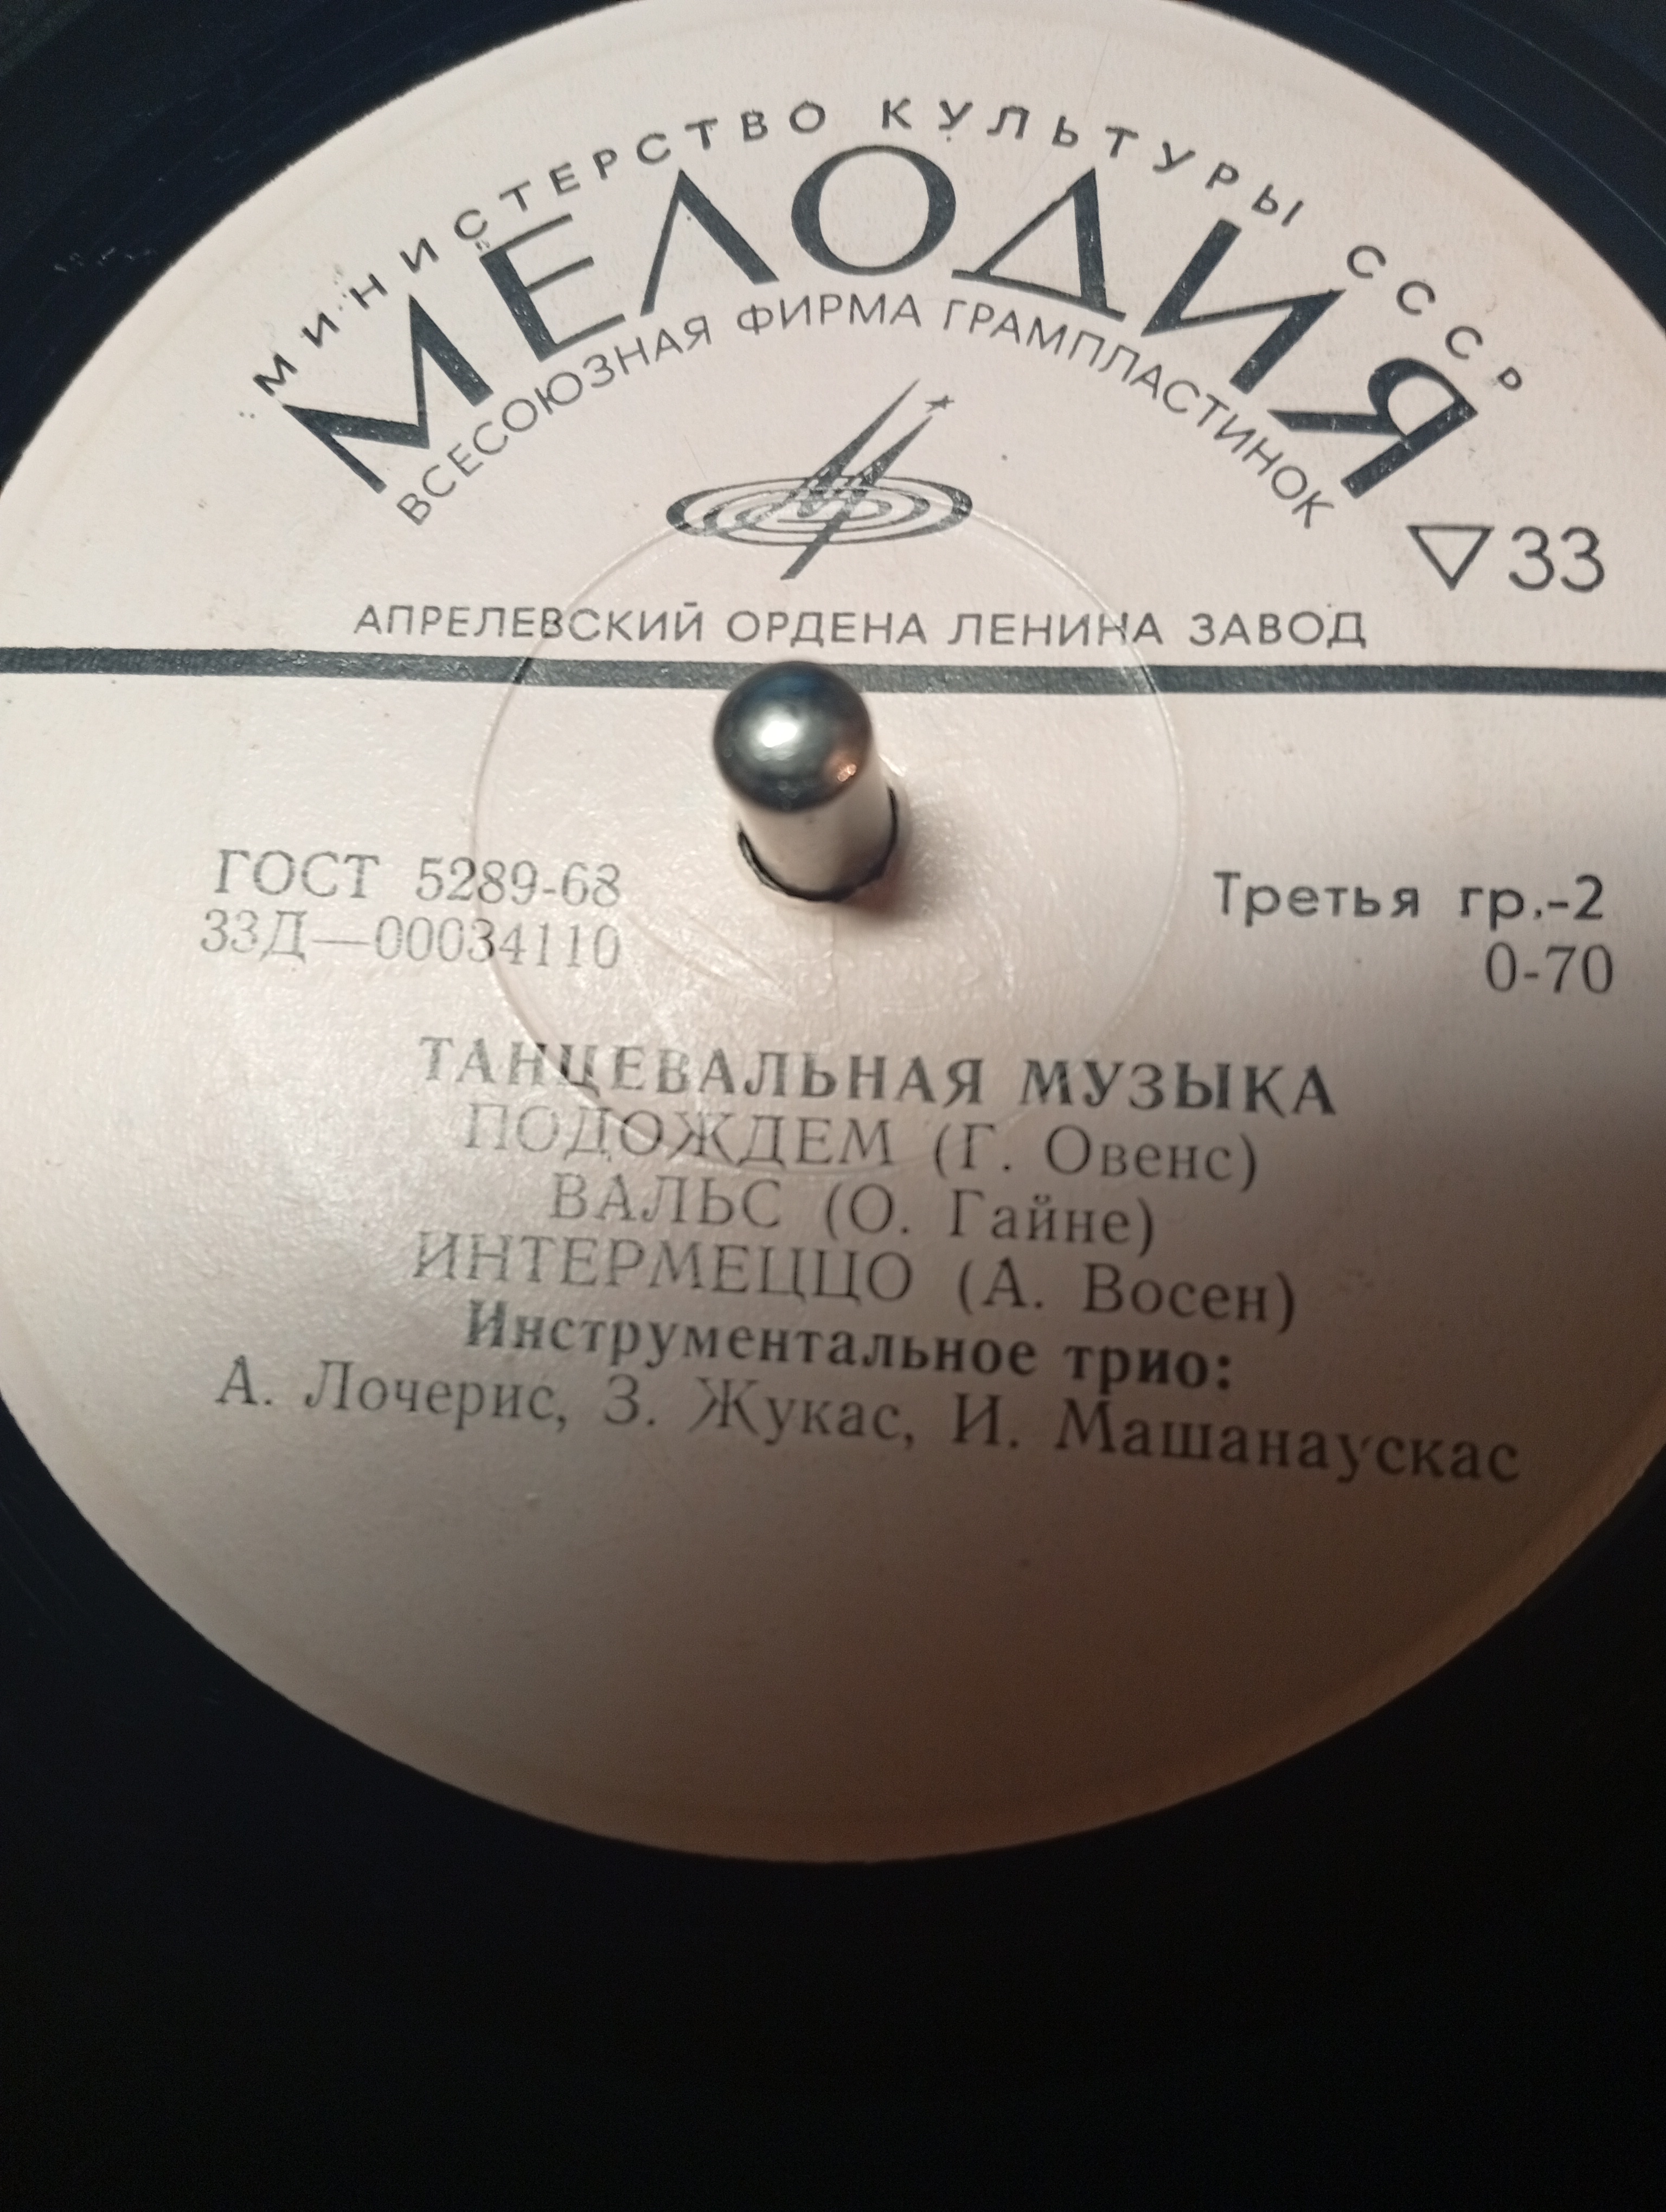 МИНИСТЕРСТВО КУЛЬТУРЫ СССР
МЕЛОДИЯ
ВСЕСОЮЗНАЯ ФИРМА ГРАМПЛАСТИНОК
▽33
АПРЕЛЕВСКИЙ ОРДЕНА ЛЕНИНА ЗАВОД
ГОСТ 5289-68
Третья гр.-2
33Д—00034110
0-70
ТАНЦЕВАЛЬНАЯ МУЗЫКА
ПОДОЖДЕМ (Г. Овенс)
ВАЛЬС (О. Гайне)
ИНТЕРМЕЦЦО (А. Восен)
Инструментальное трио:
А. Лочерис, З. Жукас, И. Машанаускас